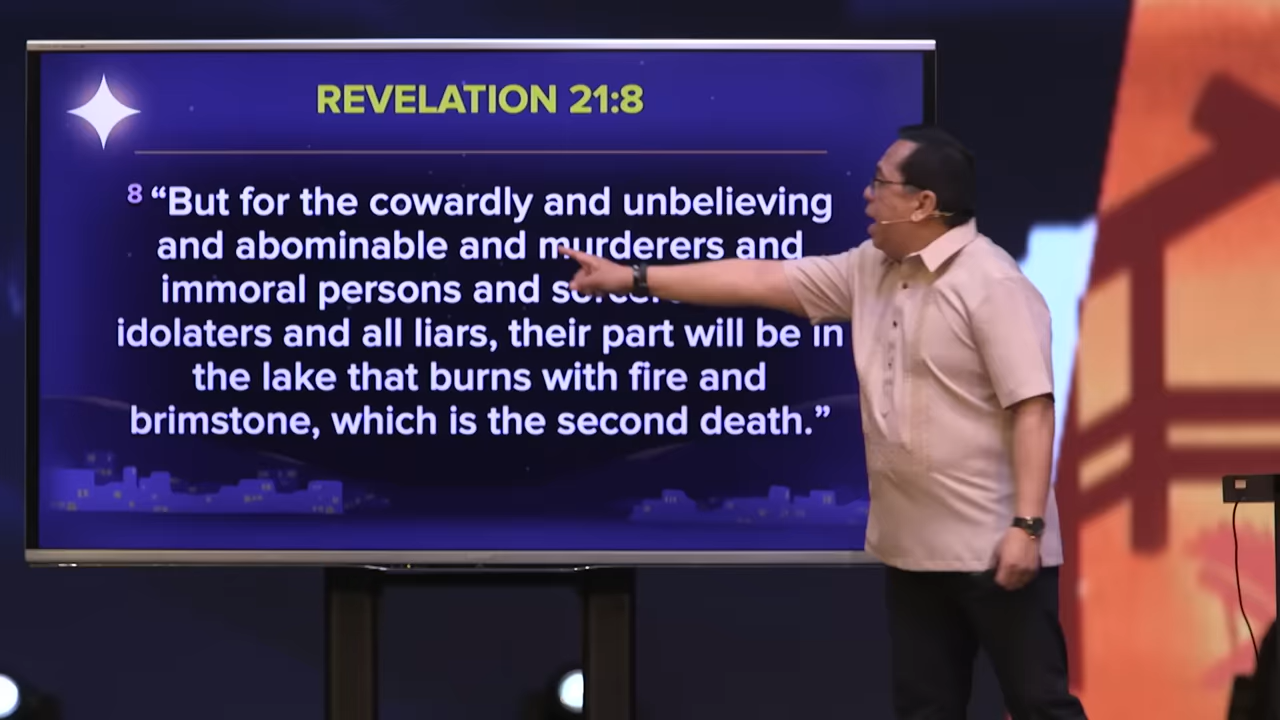 REVELATION 21:8
8 “But for the cowardly and unbelieving
and abominable and murderers and
immoral persons and
idolaters and all liars, their part will be in
the lake that burns with fire and
brimstone, which is the second death.”